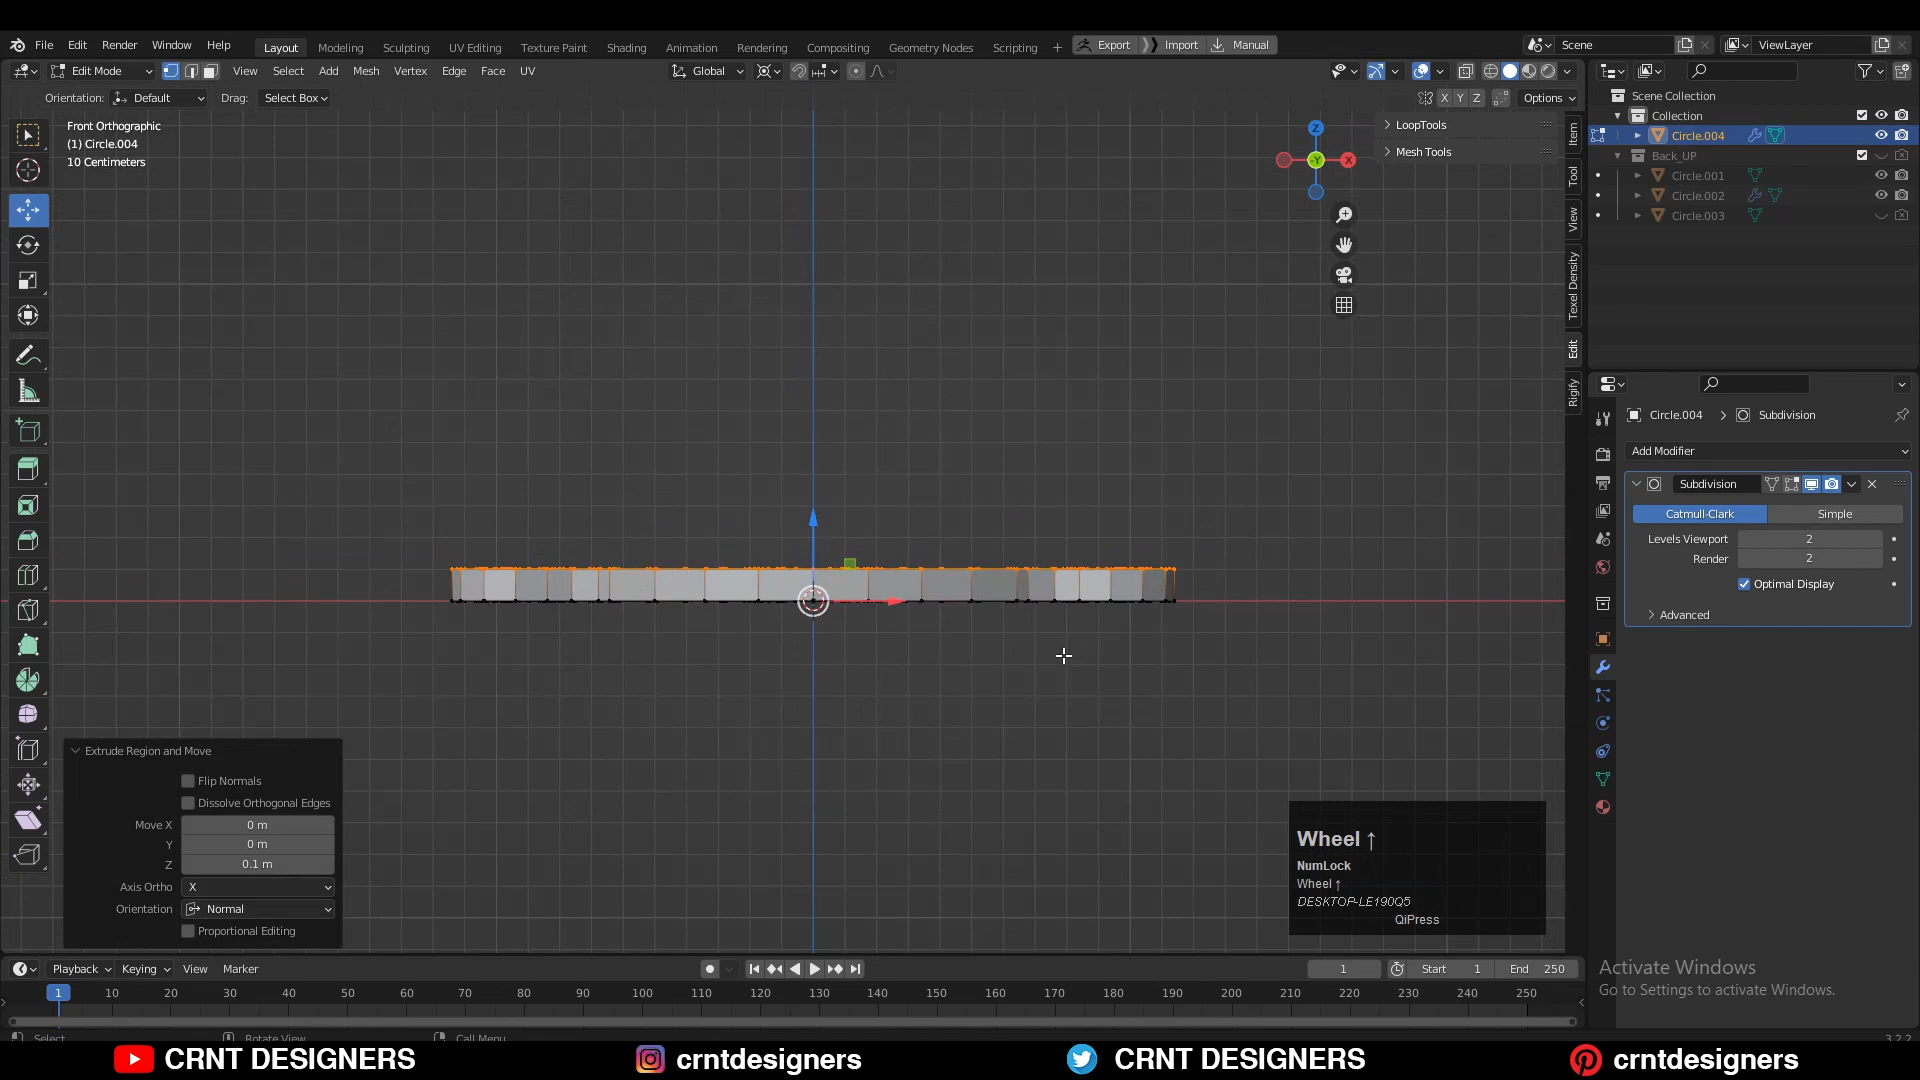 File Edit Render Window Help Layout Modeling Sculpting UV Editing Texture Paint Shading Animation Rendering Compositing Geometry Nodes Scripting + Export Import Manual Scene ViewLayer
Edit Mode View Select Add Mesh Vertex Edge Face UV Global
Orientation: Default Drag: Select Box X Y Z Options
Front Orthographic
(1) Circle.004
10 Centimeters
LoopTools
Mesh Tools
Z
-Y
X
Item
Tool
View
Texel Density
Edit
Rigify
Scene Collection
Collection
Circle.004
Back_UP
Circle.001
Circle.002
Circle.003
Circle.004 Subdivision
Add Modifier
Subdivision
Catmull-Clark Simple
Levels Viewport 2
Render 2
Optimal Display
Advanced
Extrude Region and Move
Flip Normals
Dissolve Orthogonal Edges
Move X 0 m
Y 0 m
Z 0.1 m
Axis Ortho X
Orientation Normal
Proportional Editing
Wheel ↑
NumLock
Wheel ↑
DESKTOP-LE190Q5
QiPress
Activate Windows
Go to Settings to activate Windows.
Playback Keying View Marker 1 Start 1 End 250
1 10 20 30 40 50 60 70 80 90 100 110 120 130 140 150 160 170 180 190 200 210 220 230 240 250
Select Rotate View Call Menu 3.2.2
CRNT DESIGNERS crntdesigners CRNT DESIGNERS crntdesigners